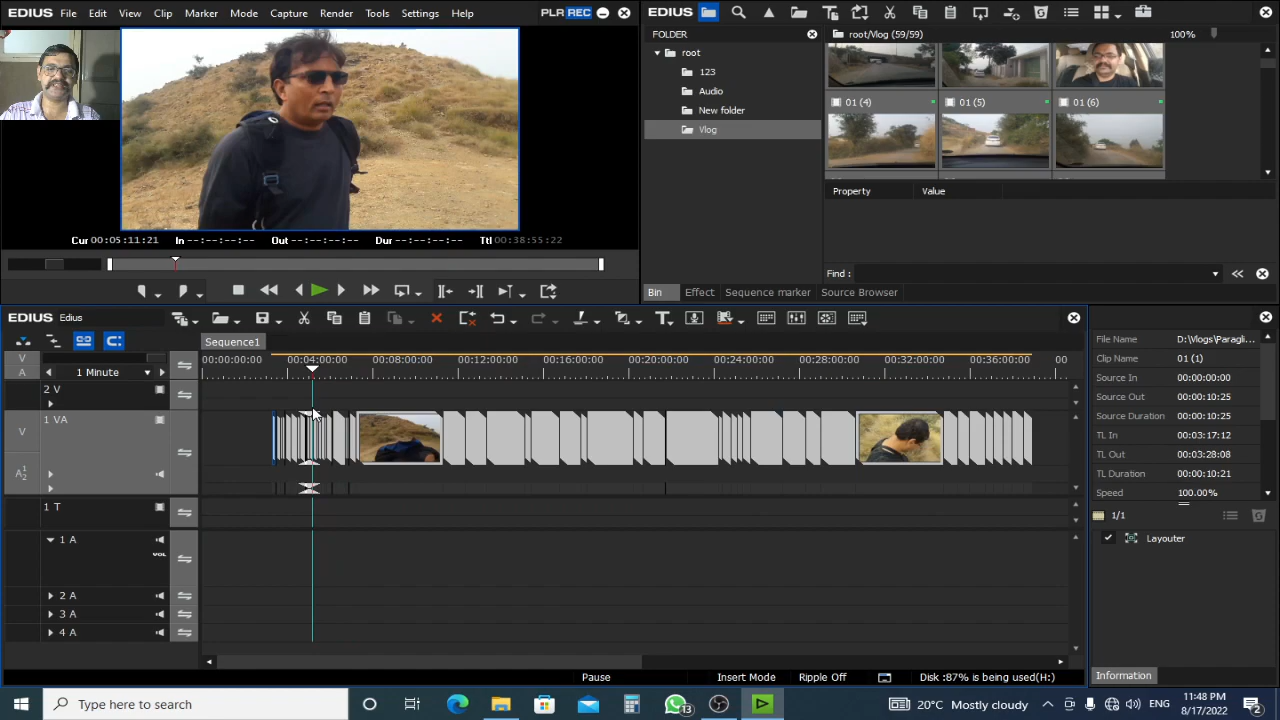 EDIUS File Edit View Clip Marker Mode Capture Render Tools Settings Help PLR REC
Cur 00:05:11:21 In --:--:--:-- Out --:--:--:-- Dur --:--:--:-- Ttl 00:38:55:22
EDIUS
FOLDER
root
123
Audio
New folder
Vlog
root/Vlog (59/59) 100%
01 (4) 01 (5) 01 (6)
Property Value
Find :
Bin Effect Sequence marker Source Browser
EDIUS Edius
Sequence1
V
A
1 Minute
00:00:00:00 00:04:00:00 00:08:00:00 00:12:00:00 00:16:00:00 00:20:00:00 00:24:00:00 00:28:00:00 00:32:00:00 00:36:00:00 00
2 V
1 VA
V
A 1 2
1 T
1 A
VOL
2 A
3 A
4 A
File Name D:\Vlogs\Paragli...
Clip Name 01 (1)
Source In 00:00:00:00
Source Out 00:00:10:25
Source Duration 00:00:10:25
TL In 00:03:17:12
TL Out 00:03:28:08
TL Duration 00:00:10:21
Speed 100.00%
1/1
Layouter
Information
Pause Insert Mode Ripple Off Disk :87% is being used(H:)
Type here to search
13
20°C Mostly cloudy
11:48 PM
8/17/2022
2